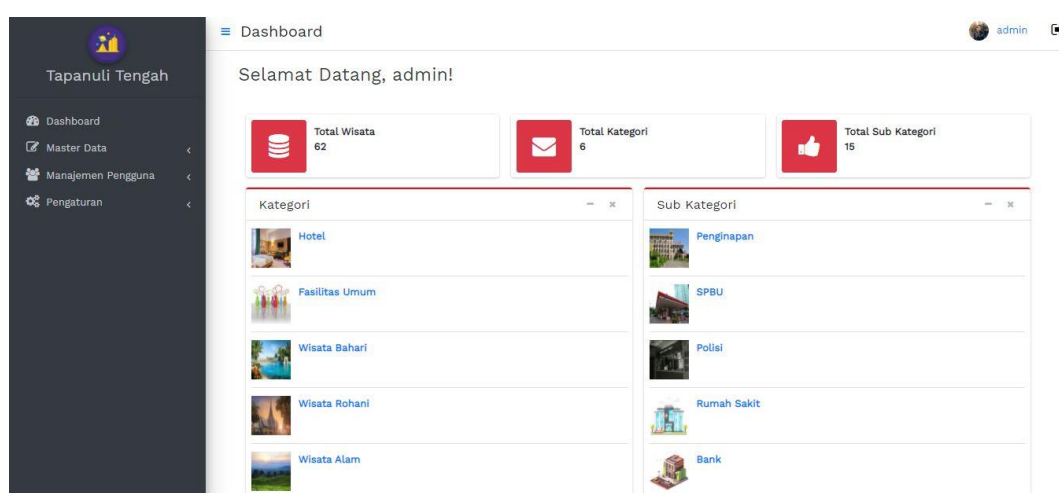 Tapanuli Tengah
Dashboard
Master Data
Manajemen Pengguna
Pengaturan
Dashboard
admin
Selamat Datang, admin!
Total Wisata
62
Total Kategori
6
Total Sub Kategori
15
Kategori
Hotel
Fasilitas Umum
Wisata Bahari
Wisata Rohani
Wisata Alam
Sub Kategori
Penginapan
SPBU
Polisi
Rumah Sakit
Bank